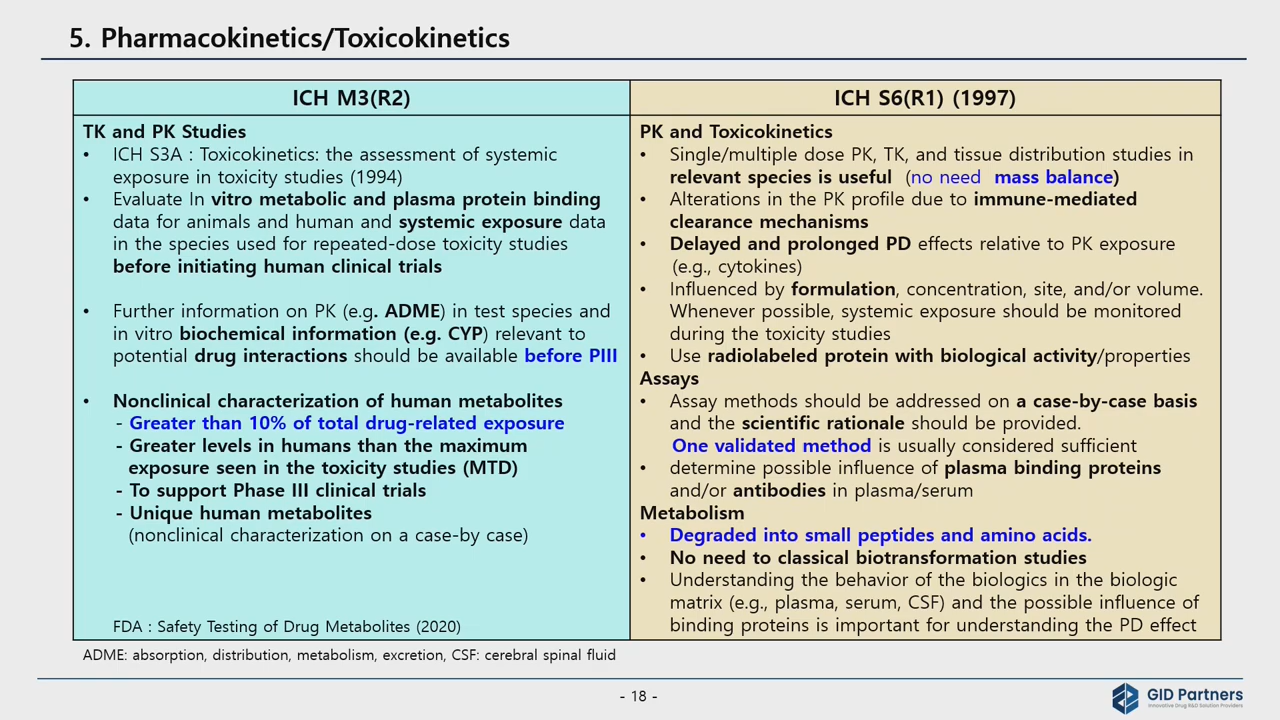 5. Pharmacokinetics/Toxicokinetics
ICH M3(R2)
TK and PK Studies
• ICH S3A : Toxicokinetics: the assessment of systemic
exposure in toxicity studies (1994)
• Evaluate In vitro metabolic and plasma protein binding
data for animals and human and systemic exposure data
in the species used for repeated-dose toxicity studies
before initiating human clinical trials
• Further information on PK (e.g. ADME) in test species and
in vitro biochemical information (e.g. CYP) relevant to
potential drug interactions should be available before PIII
• Nonclinical characterization of human metabolites
- Greater than 10% of total drug-related exposure
- Greater levels in humans than the maximum
exposure seen in the toxicity studies (MTD)
- To support Phase III clinical trials
- Unique human metabolites
(nonclinical characterization on a case-by case)
FDA : Safety Testing of Drug Metabolites (2020)
ICH S6(R1) (1997)
PK and Toxicokinetics
• Single/multiple dose PK, TK, and tissue distribution studies in
relevant species is useful (no need mass balance)
• Alterations in the PK profile due to immune-mediated
clearance mechanisms
• Delayed and prolonged PD effects relative to PK exposure
(e.g., cytokines)
• Influenced by formulation, concentration, site, and/or volume.
Whenever possible, systemic exposure should be monitored
during the toxicity studies
• Use radiolabeled protein with biological activity/properties
Assays
• Assay methods should be addressed on a case-by-case basis
and the scientific rationale should be provided.
One validated method is usually considered sufficient
• determine possible influence of plasma binding proteins
and/or antibodies in plasma/serum
Metabolism
• Degraded into small peptides and amino acids.
• No need to classical biotransformation studies
• Understanding the behavior of the biologics in the biologic
matrix (e.g., plasma, serum, CSF) and the possible influence of
binding proteins is important for understanding the PD effect
ADME: absorption, distribution, metabolism, excretion, CSF: cerebral spinal fluid
- 18 -
GID Partners
Innovative Drug R&D Solution Providers